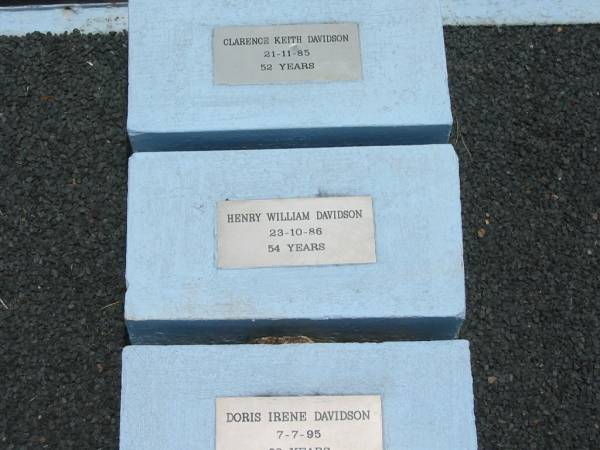 CLARENCE KEITH DAVIDSON
21-11-85
52 YEARS
HENRY WILLIAM DAVIDSON
23-10-86
54 YEARS
DORIS IRENE DAVIDSON
7-7-95
YEARS